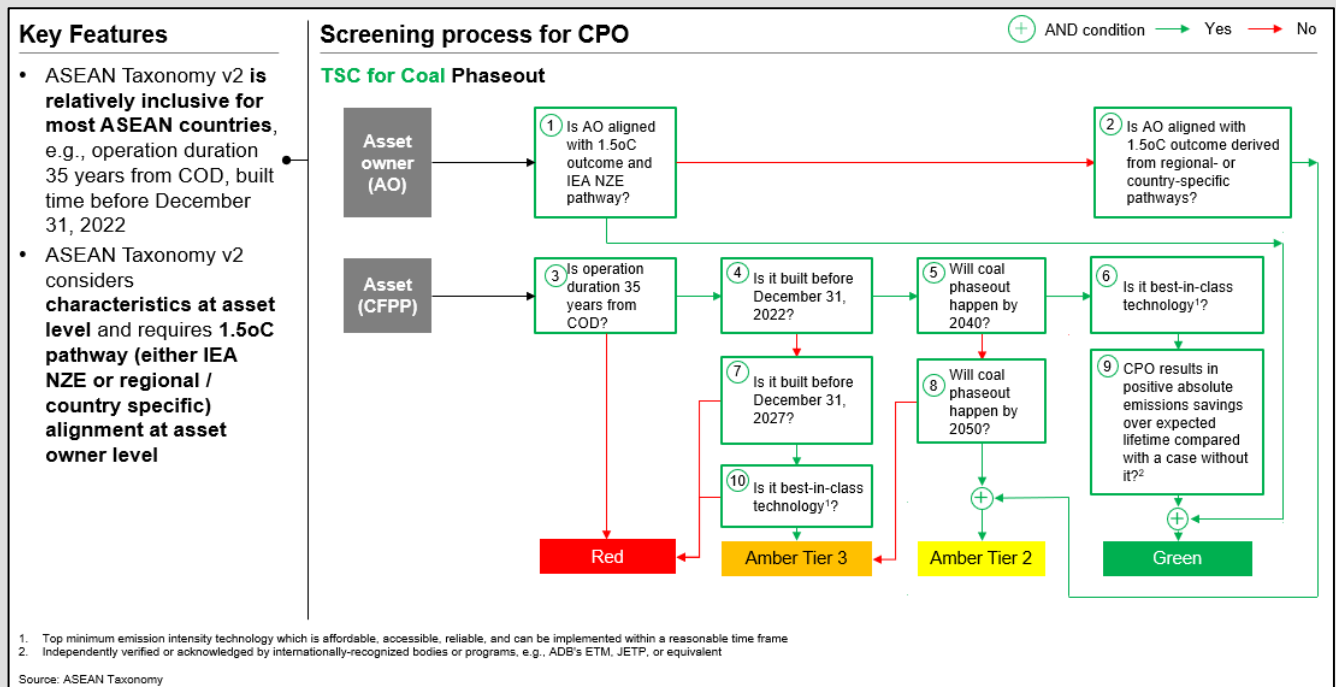 Key Features
• ASEAN Taxonomy v2 is
relatively inclusive for
most ASEAN countries,
e.g., operation duration
35 years from COD, built
time before December
31, 2022
• ASEAN Taxonomy v2
considers
characteristics at asset
level and requires 1.5oC
pathway (either IEA
NZE or regional /
country specific)
alignment at asset
owner level
Screening process for CPO
+ AND condition
Yes
No
TSC for Coal Phaseout
Asset
owner
(AO)
1 Is AO aligned
with 1.5oC
outcome and
IEA NZE
pathway?
2 Is AO aligned with
1.5oC outcome derived
from regional- or
country-specific
pathways?
Asset
(CFPP)
3 Is operation
duration 35
years from
COD?
4 Is it built before
December 31,
2022?
5 Will coal
phaseout
happen by
2040?
6
Is it best-in-class
technology¹?
7
Is it built before
December 31,
2027?
8 Will coal
phaseout
happen by
2050?
9 CPO results in
positive absolute
emissions savings
over expected
lifetime compared
with a case without
it?²
10 Is it best-in-class
technology¹?
+
+
Red
Amber Tier 3
Amber Tier 2
Green
1. Top minimum emission intensity technology which is affordable, accessible, reliable, and can be implemented within a reasonable time frame
2. Independently verified or acknowledged by internationally-recognized bodies or programs, e.g., ADB's ETM, JETP, or equivalent
Source: ASEAN Taxonomy